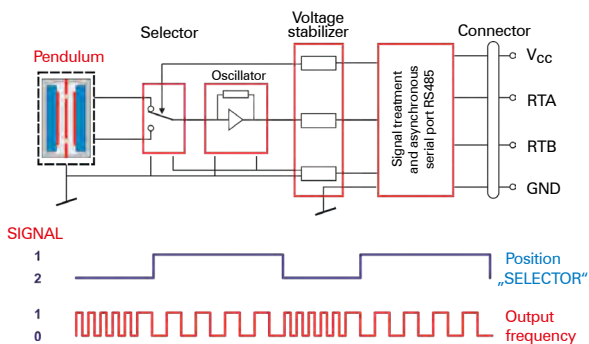 Pendulum
Selector
Oscillator
Voltage
stabilizer
Signal treatment
and asynchronous
serial port RS485
Connector
VCC
RTA
RTB
GND
SIGNAL
1
2
Position
„SELECTOR“
1
0
Output
frequency